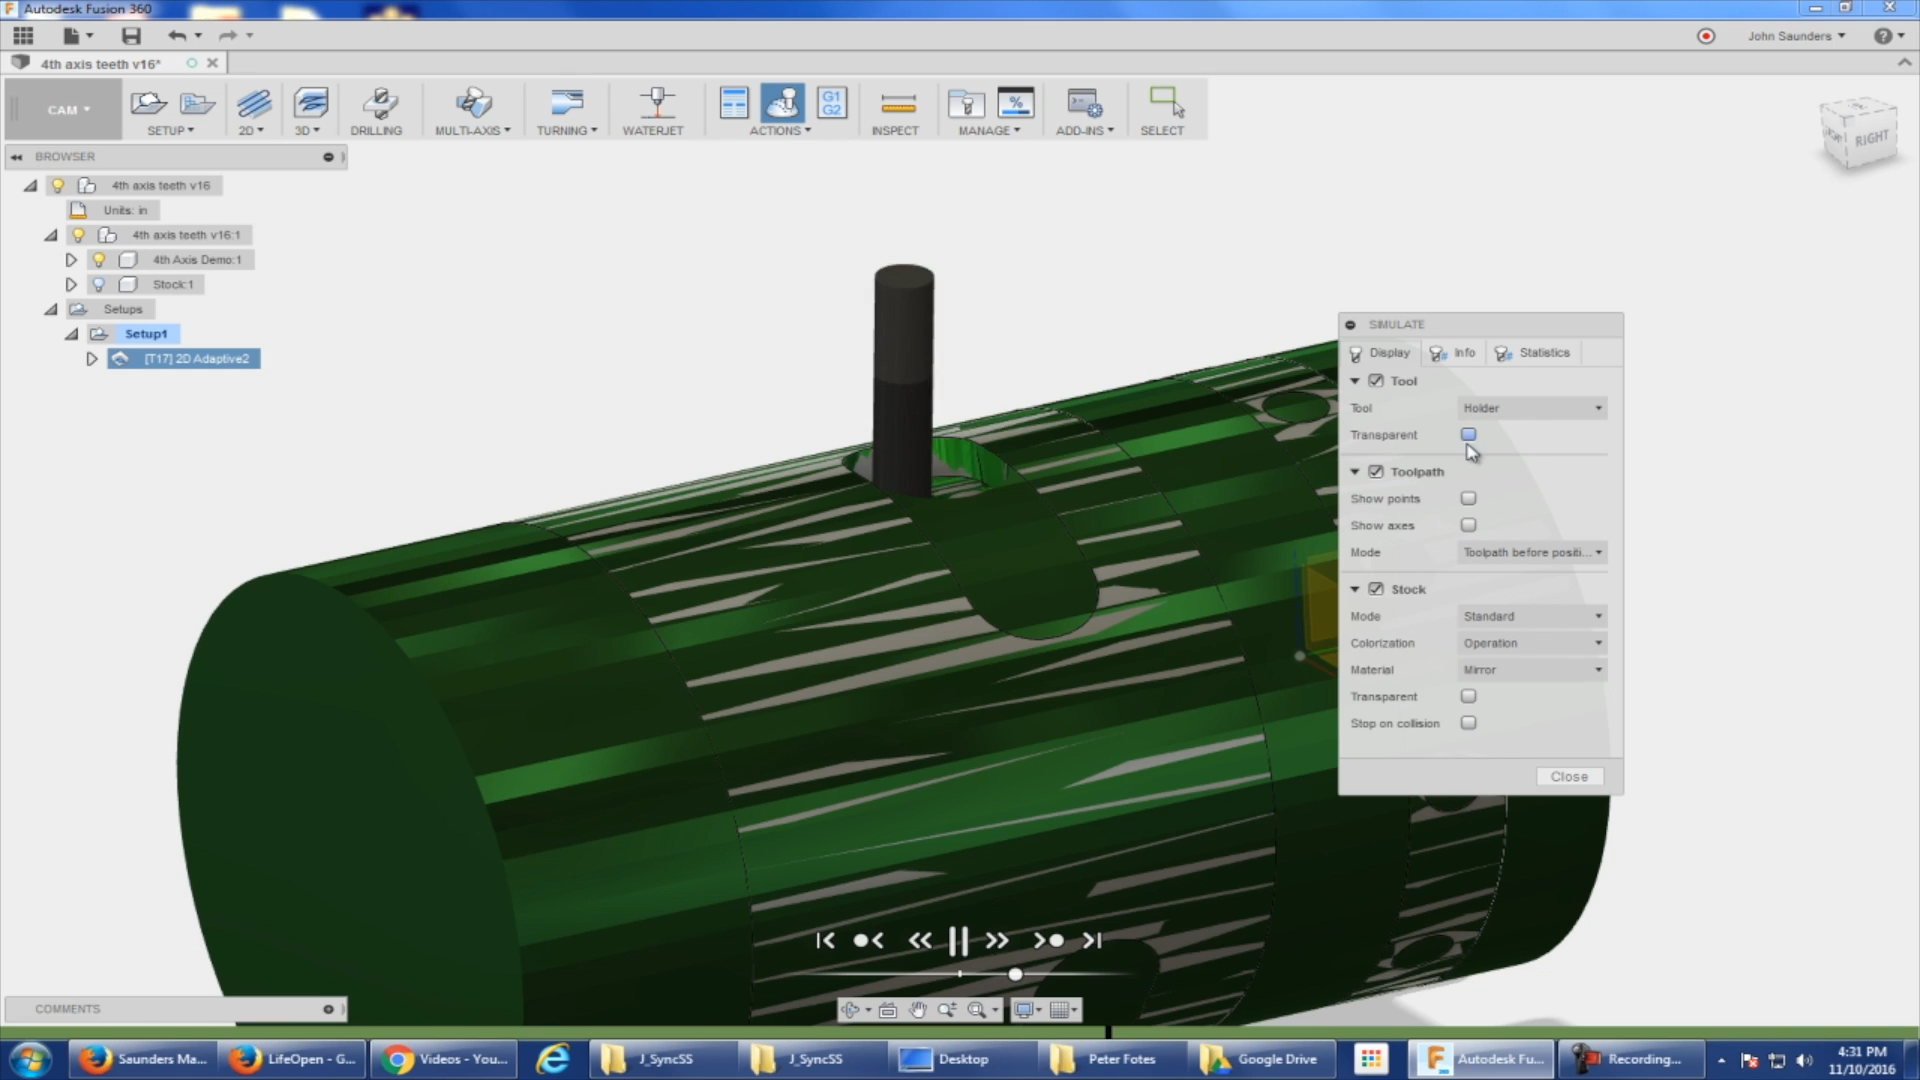 Autodesk Fusion 360
John Saunders
4th axis teeth v16*
CAM
SETUP
2D
3D
DRILLING
MULTI-AXIS
TURNING
WATERJET
G1
G2
ACTIONS
INSPECT
%
MANAGE
ADD-INS
SELECT
RIGHT
BROWSER
4th axis teeth v16
Units: in
4th axis teeth v16:1
4th Axis Demo:1
Stock:1
Setups
Setup1
[T17] 2D Adaptive2
SIMULATE
Display Info Statistics
Tool
Tool Holder
Transparent
Toolpath
Show points
Show axes
Mode Toolpath before positi...
Stock
Mode Standard
Colorization Operation
Material Mirror
Transparent
Stop on collision
Close
COMMENTS
Saunders Ma...
LifeOpen - G...
Videos - You...
J_SyncSS
J_SyncSS
Desktop
Peter Fotes
Google Drive
Autodesk Fu...
Recording...
4:31 PM
11/10/2016